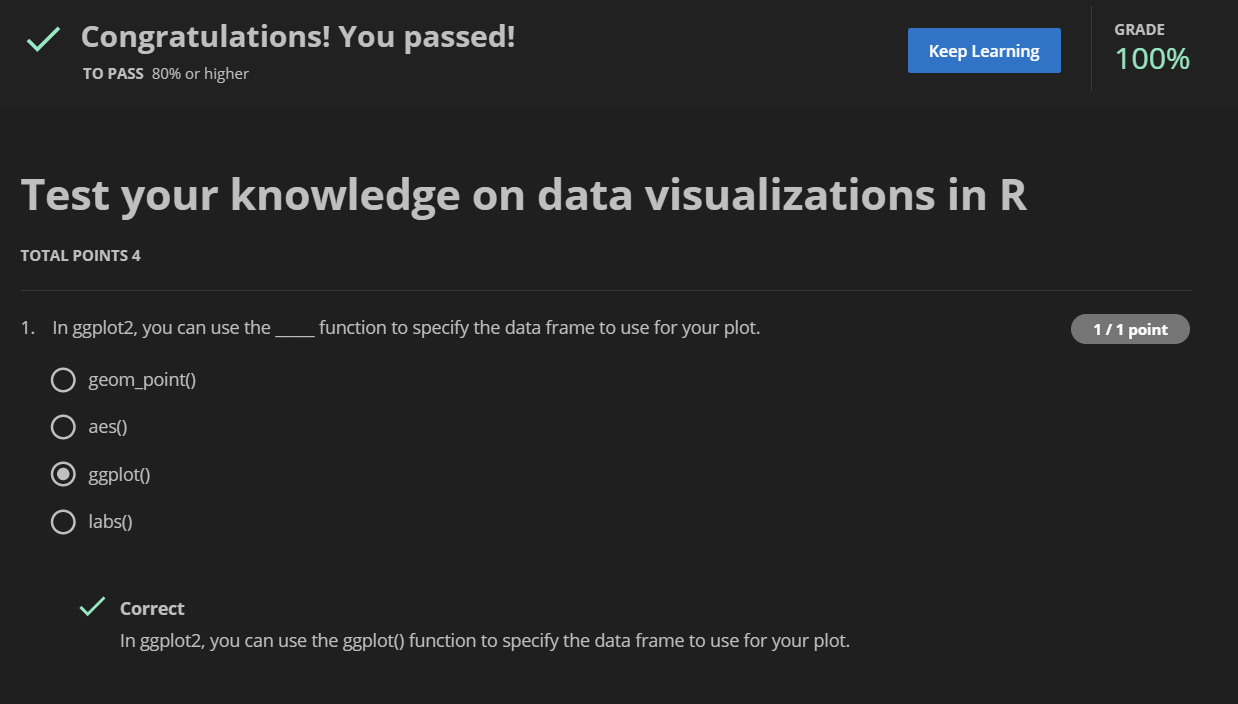 Congratulations! You passed!
TO PASS 80% or higher
Keep Learning
GRADE
100%
Test your knowledge on data visualizations in R
TOTAL POINTS 4
1. In ggplot2, you can use the _____ function to specify the data frame to use for your plot.
1 / 1 point
geom_point()
aes()
ggplot()
labs()
Correct
In ggplot2, you can use the ggplot() function to specify the data frame to use for your plot.